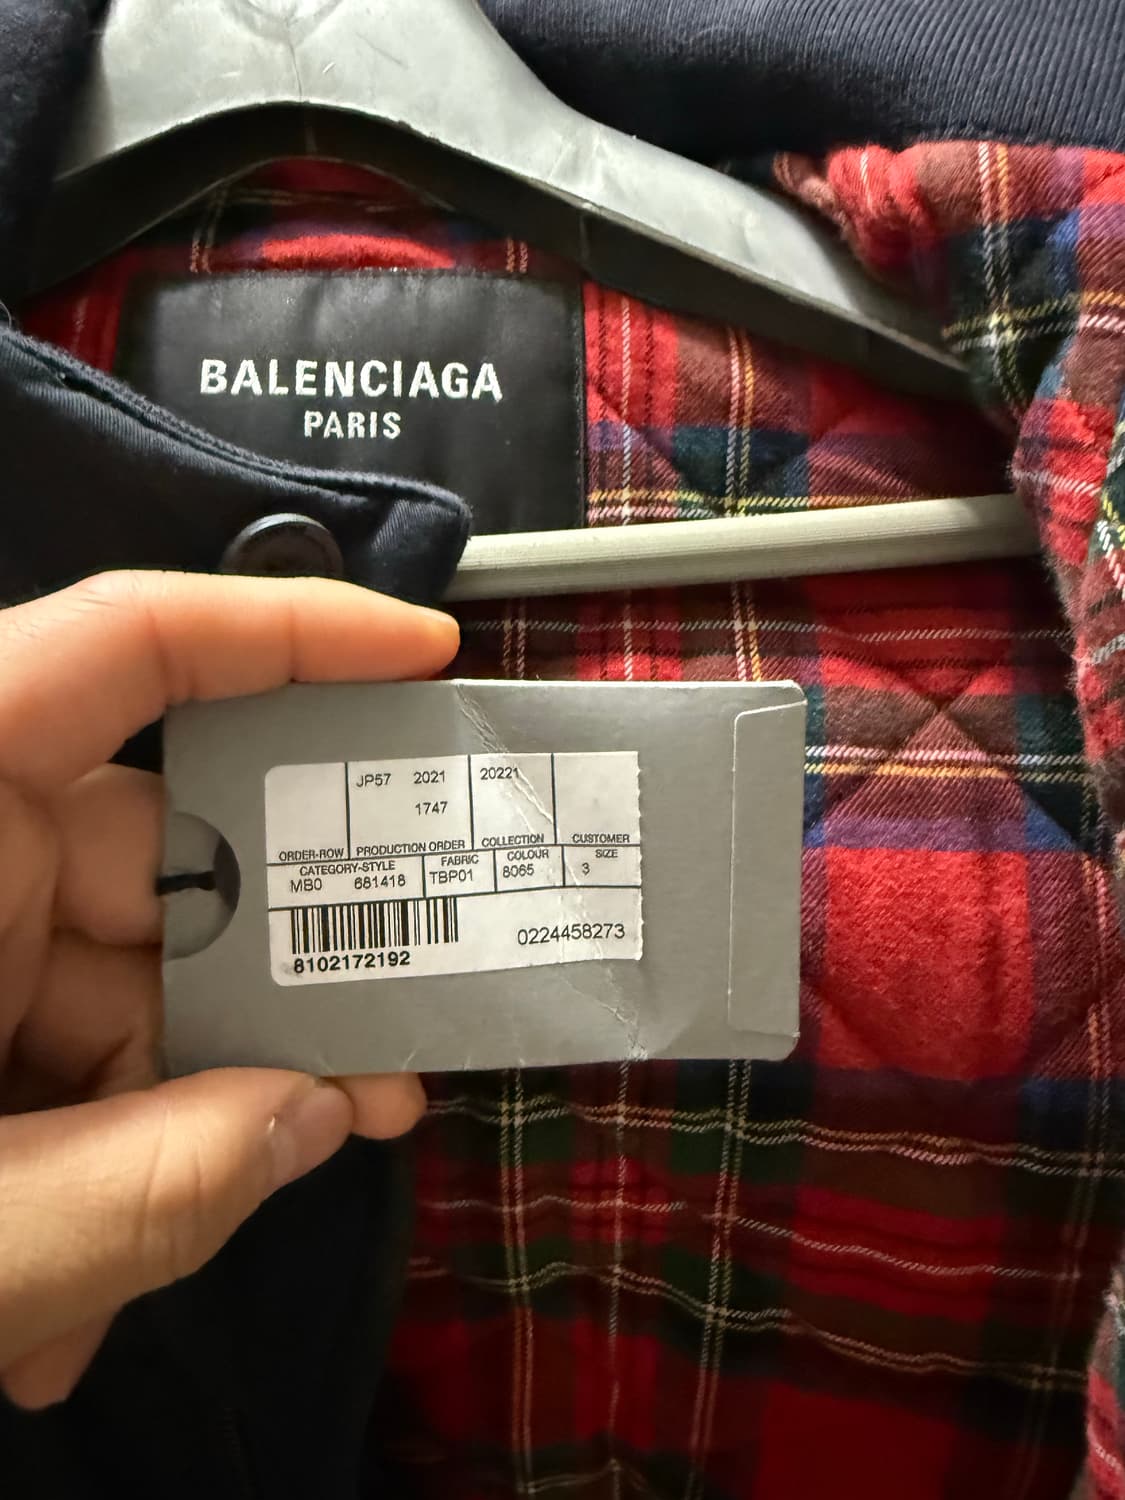 BALENCIAGA
PARIS
JP57 2021 20221
1747
ORDER-ROW PRODUCTION ORDER COLLECTION CUSTOMER
CATEGORY-STYLE FABRIC COLOUR SIZE
MB0 681418 TBP01 8065 3
8102172192 0224458273